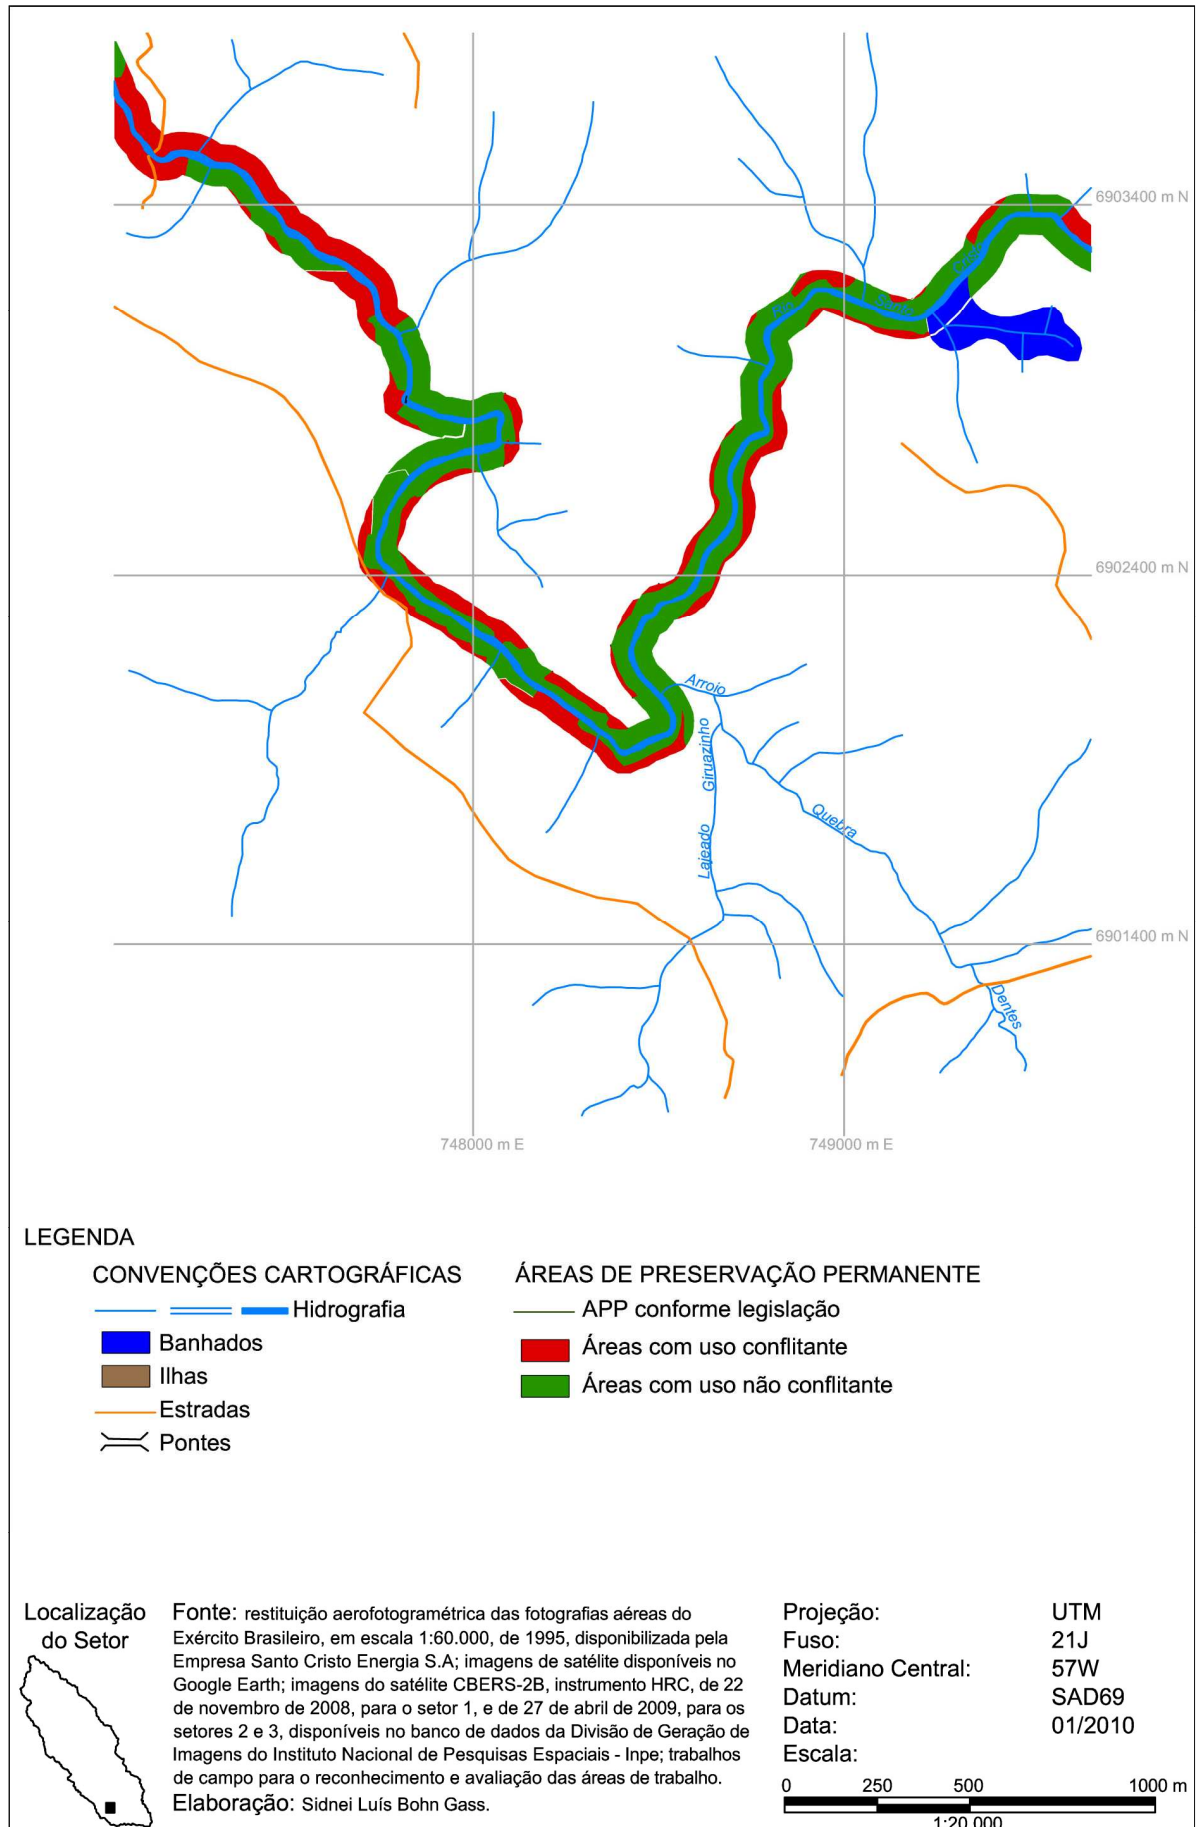 6903400 m N
Cristo
Rio
Santo
6902400 m N
Arroio
Giruazinho
Lajeado
Quebra
6901400 m N
Dentes
748000 m E
749000 m E
LEGENDA
CONVENÇÕES CARTOGRÁFICAS
Hidrografia
Banhados
Ilhas
Estradas
Pontes
ÁREAS DE PRESERVAÇÃO PERMANENTE
APP conforme legislação
Áreas com uso conflitante
Áreas com uso não conflitante
Localização
do Setor
Fonte: restituição aerofotogramétrica das fotografias aéreas do
Exército Brasileiro, em escala 1:60.000, de 1995, disponibilizada pela
Empresa Santo Cristo Energia S.A; imagens de satélite disponíveis no
Google Earth; imagens do satélite CBERS-2B, instrumento HRC, de 22
de novembro de 2008, para o setor 1, e de 27 de abril de 2009, para os
setores 2 e 3, disponíveis no banco de dados da Divisão de Geração de
Imagens do Instituto Nacional de Pesquisas Espaciais - Inpe; trabalhos
de campo para o reconhecimento e avaliação das áreas de trabalho.
Elaboração: Sidnei Luís Bohn Gass.
Projeção: UTM
Fuso: 21J
Meridiano Central: 57W
Datum: SAD69
Data: 01/2010
Escala:
0 250 500 1000 m
1:20.000